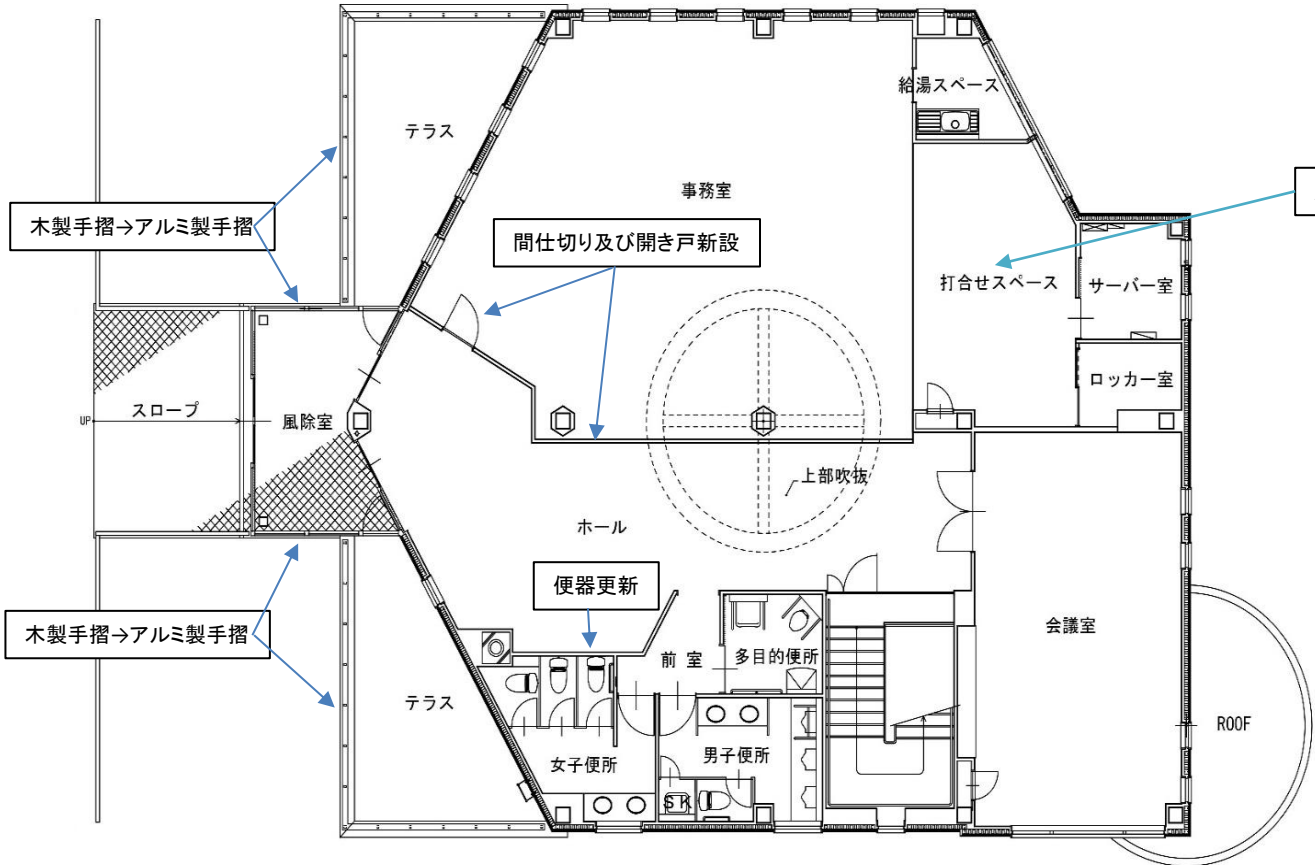 テラス
給湯スペース
事務室
木製手摺→アルミ製手摺
間仕切り及び開き戸新設
打合せスペース
サーバー室
ロッカー室
スロープ
UP
風除室
上部吹抜
ホール
便器更新
木製手摺→アルミ製手摺
会議室
前 室
多目的便所
テラス
ROOF
女子便所
男子便所
SK